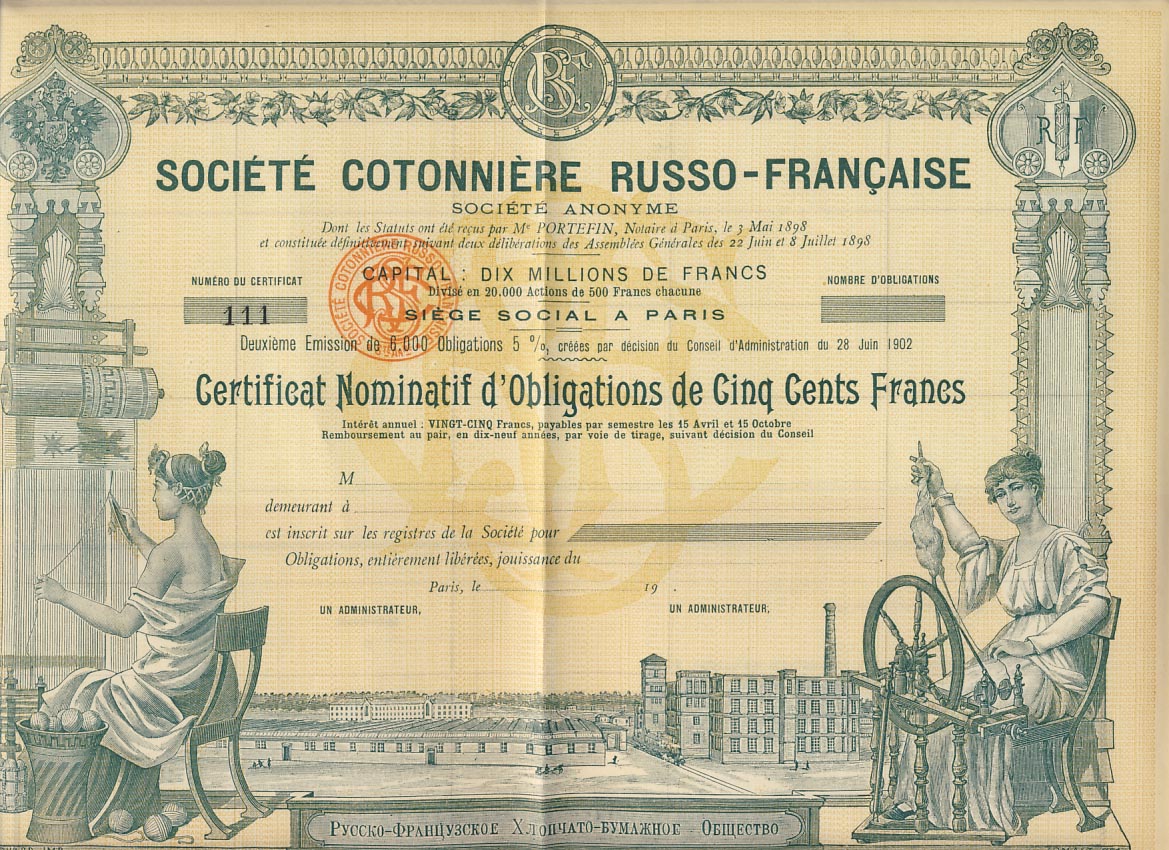 R F
SOCIÉTÉ COTONNIÈRE RUSSO-FRANÇAISE
SOCIÉTÉ ANONYME
Dont les Statuts ont été reçus par Me PORTEFIN, Notaire à Paris, le 3 Mai 1898
et constituée définitivement suivant deux délibérations des Assemblées Générales des 22 Juin et 8 Juillet 1898
CAPITAL : DIX MILLIONS DE FRANCS
NUMÉRO DU CERTIFICAT
NOMBRE D'OBLIGATIONS
Divisé en 20.000 Actions de 500 Francs chacune
111
SIÈGE SOCIAL A PARIS
Deuxième Emission de 6.000 Obligations 5 %, créées par décision du Conseil d'Administration du 28 Juin 1902
Certificat Nominatif d'Obligations de Cinq Cents Francs
Intérêt annuel : VINGT-CINQ Francs, payables par semestre les 15 Avril et 15 Octobre
Remboursement au pair, en dix-neuf années, par voie de tirage, suivant décision du Conseil
M
demeurant à
est inscrit sur les registres de la Société pour
Obligations, entièrement libérées, jouissance du
Paris, le 19 .
UN ADMINISTRATEUR, UN ADMINISTRATEUR,
Русско-Французское Хлопчато-бумажное Общество